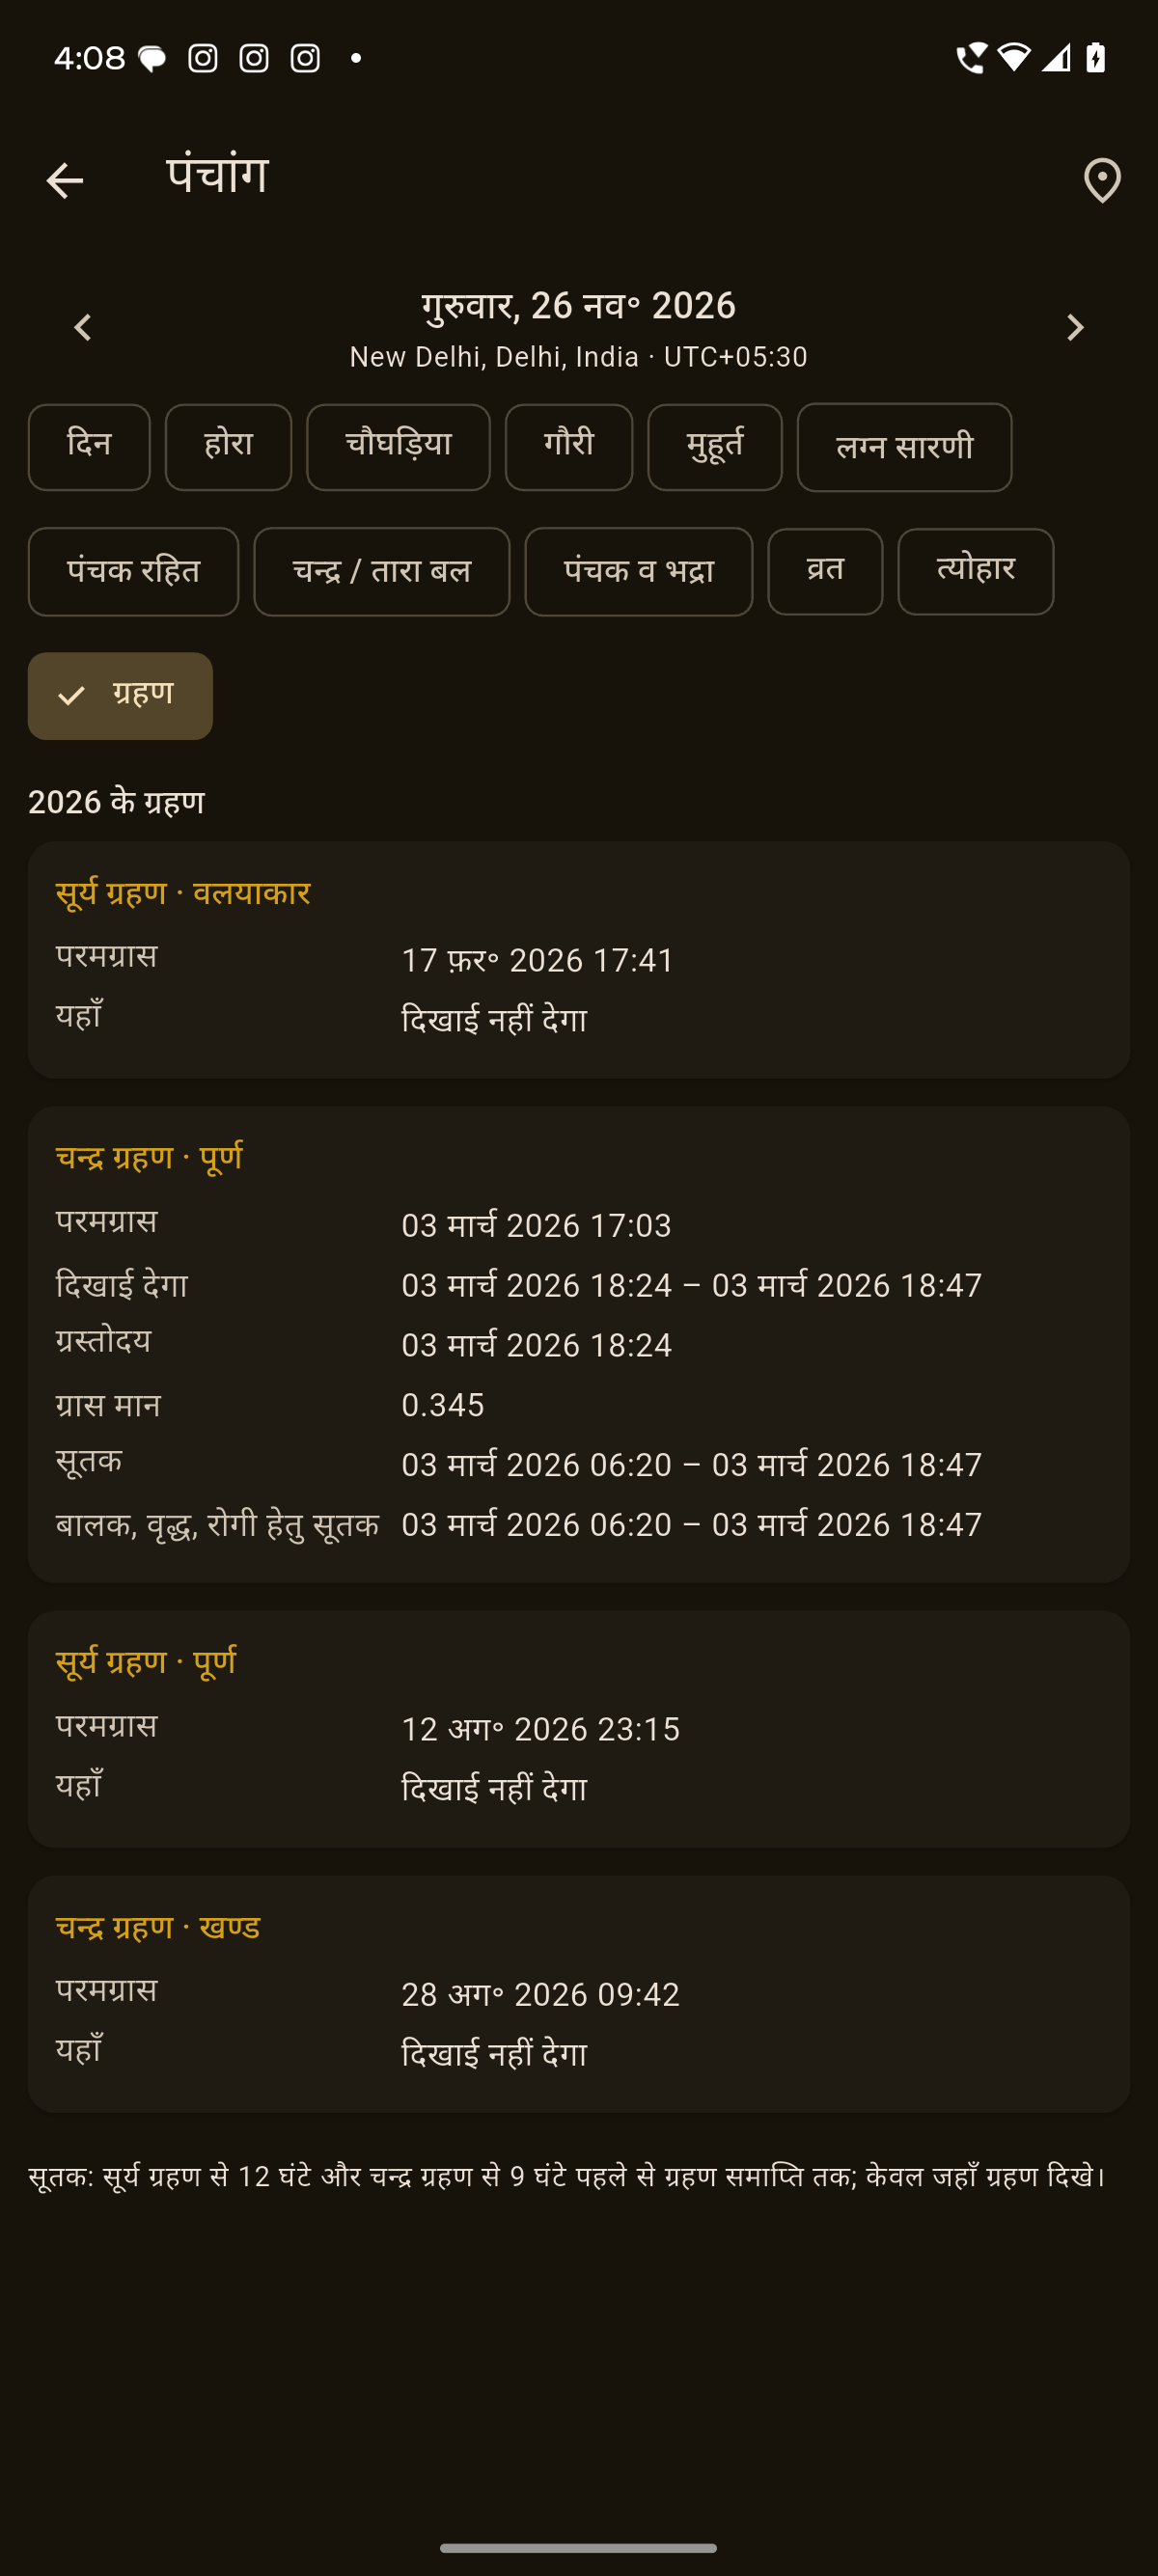 4:08
पंचांग
गुरुवार, 26 नव॰ 2026
New Delhi, Delhi, India · UTC+05:30
दिन होरा चौघड़िया गौरी मुहूर्त लग्न सारणी
पंचक रहित चन्द्र / तारा बल पंचक व भद्रा व्रत त्योहार
ग्रहण
2026 के ग्रहण
सूर्य ग्रहण · वलयाकार
परमग्रास 17 फ़र॰ 2026 17:41
यहाँ दिखाई नहीं देगा
चन्द्र ग्रहण · पूर्ण
परमग्रास 03 मार्च 2026 17:03
दिखाई देगा 03 मार्च 2026 18:24 – 03 मार्च 2026 18:47
ग्रस्तोदय 03 मार्च 2026 18:24
ग्रास मान 0.345
सूतक 03 मार्च 2026 06:20 – 03 मार्च 2026 18:47
बालक, वृद्ध, रोगी हेतु सूतक 03 मार्च 2026 06:20 – 03 मार्च 2026 18:47
सूर्य ग्रहण · पूर्ण
परमग्रास 12 अग॰ 2026 23:15
यहाँ दिखाई नहीं देगा
चन्द्र ग्रहण · खण्ड
परमग्रास 28 अग॰ 2026 09:42
यहाँ दिखाई नहीं देगा
सूतक: सूर्य ग्रहण से 12 घंटे और चन्द्र ग्रहण से 9 घंटे पहले से ग्रहण समाप्ति तक; केवल जहाँ ग्रहण दिखे।